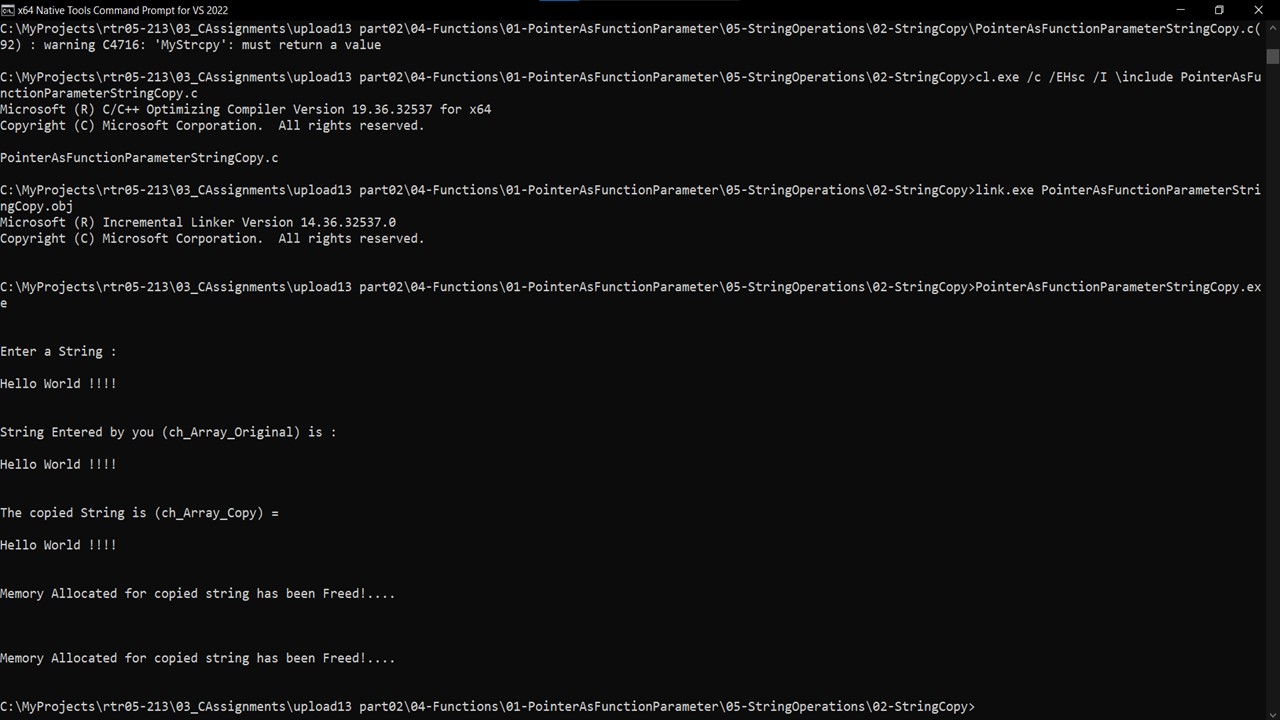 x64 Native Tools Command Prompt for VS 2022
C:\MyProjects\rtr05-213\03_CAssignments\upload13 part02\04-Functions\01-PointerAsFunctionParameter\05-StringOperations\02-StringCopy\PointerAsFunctionParameterStringCopy.c(
92) : warning C4716: 'MyStrcpy': must return a value
C:\MyProjects\rtr05-213\03_CAssignments\upload13 part02\04-Functions\01-PointerAsFunctionParameter\05-StringOperations\02-StringCopy>cl.exe /c /EHsc /I \include PointerAsFu
nctionParameterStringCopy.c
Microsoft (R) C/C++ Optimizing Compiler Version 19.36.32537 for x64
Copyright (C) Microsoft Corporation.  All rights reserved.
PointerAsFunctionParameterStringCopy.c
C:\MyProjects\rtr05-213\03_CAssignments\upload13 part02\04-Functions\01-PointerAsFunctionParameter\05-StringOperations\02-StringCopy>link.exe PointerAsFunctionParameterStri
ngCopy.obj
Microsoft (R) Incremental Linker Version 14.36.32537.0
Copyright (C) Microsoft Corporation.  All rights reserved.
C:\MyProjects\rtr05-213\03_CAssignments\upload13 part02\04-Functions\01-PointerAsFunctionParameter\05-StringOperations\02-StringCopy>PointerAsFunctionParameterStringCopy.ex
e
Enter a String :
Hello World !!!!
String Entered by you (ch_Array_Original) is :
Hello World !!!!
The copied String is (ch_Array_Copy) =
Hello World !!!!
Memory Allocated for copied string has been Freed!....
Memory Allocated for copied string has been Freed!....
C:\MyProjects\rtr05-213\03_CAssignments\upload13 part02\04-Functions\01-PointerAsFunctionParameter\05-StringOperations\02-StringCopy>